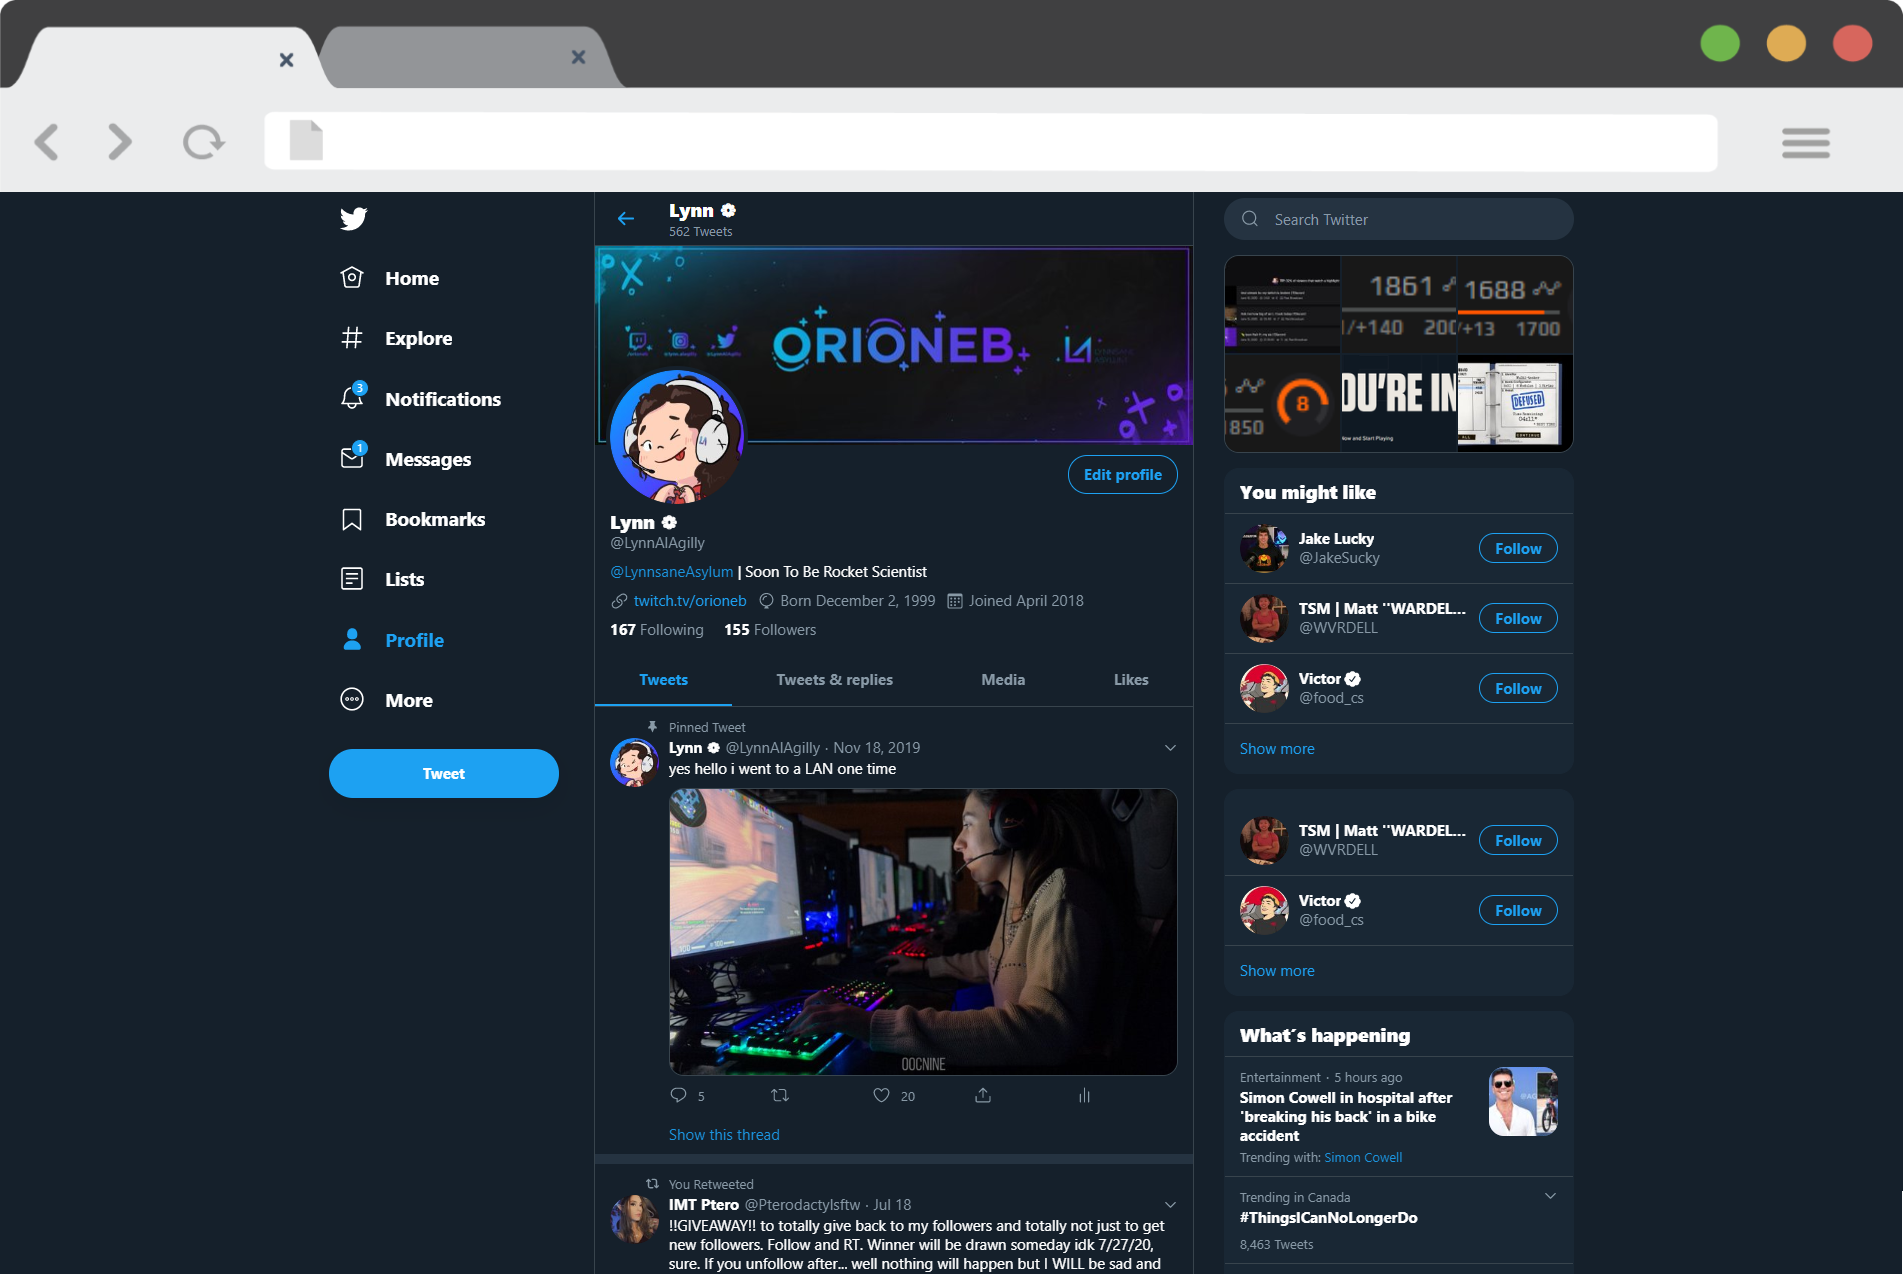 Home
Explore
3
Notifications
1
Messages
Bookmarks
Lists
Profile
More
Tweet
Lynn
562 Tweets
ORIONEB
Edit profile
Lynn
@LynnAlAgilly
@LynnsaneAsylum | Soon To Be Rocket Scientist
twitch.tv/orioneb Born December 2, 1999 Joined April 2018
167 Following 155 Followers
Tweets Tweets & replies Media Likes
Pinned Tweet
Lynn @LynnAlAgilly · Nov 18, 2019
yes hello i went to a LAN one time
OOCNINE
5 20
Show this thread
You Retweeted
IMT Ptero @Pterodactylsftw · Jul 18
!!GIVEAWAY!! to totally give back to my followers and totally not just to get
new followers. Follow and RT. Winner will be drawn someday idk 7/27/20,
sure. If you unfollow after... well nothing will happen but I WILL be sad and
Search Twitter
1861
1688
/+140 200
/+13 1700
8
1850
OU'RE IN
Now and Start Playing
DEFUSED
You might like
Jake Lucky
@JakeSucky
Follow
TSM | Matt "WARDEL...
@WVRDELL
Follow
Victor
@food_cs
Follow
Show more
TSM | Matt "WARDEL...
@WVRDELL
Follow
Victor
@food_cs
Follow
Show more
What´s happening
Entertainment · 5 hours ago
Simon Cowell in hospital after
'breaking his back' in a bike
accident
Trending with: Simon Cowell
Trending in Canada
#ThingsICanNoLongerDo
8,463 Tweets